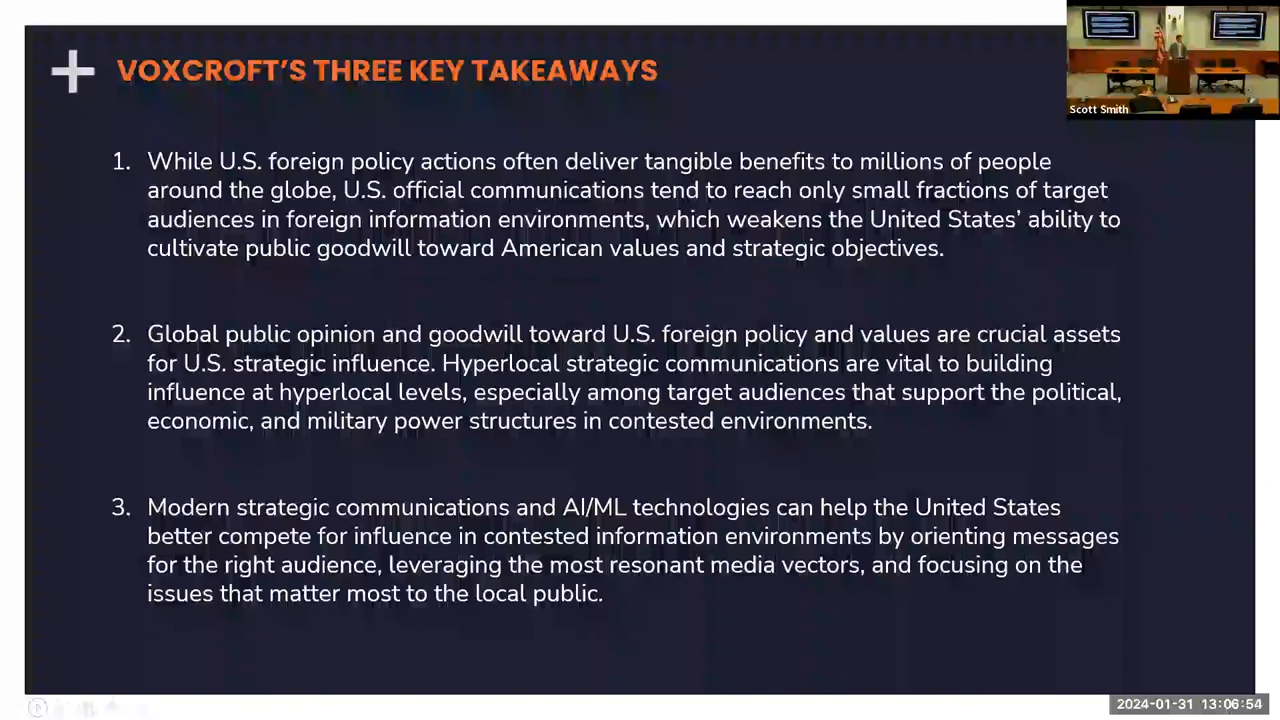 VOXCROFT'S THREE KEY TAKEAWAYS
Scott Smith
1. While U.S. foreign policy actions often deliver tangible benefits to millions of people
around the globe, U.S. official communications tend to reach only small fractions of target
audiences in foreign information environments, which weakens the United States’ ability to
cultivate public goodwill toward American values and strategic objectives.
2. Global public opinion and goodwill toward U.S. foreign policy and values are crucial assets
for U.S. strategic influence. Hyperlocal strategic communications are vital to building
influence at hyperlocal levels, especially among target audiences that support the political,
economic, and military power structures in contested environments.
3. Modern strategic communications and AI/ML technologies can help the United States
better compete for influence in contested information environments by orienting messages
for the right audience, leveraging the most resonant media vectors, and focusing on the
issues that matter most to the local public.
2024-01-31 13:06:54